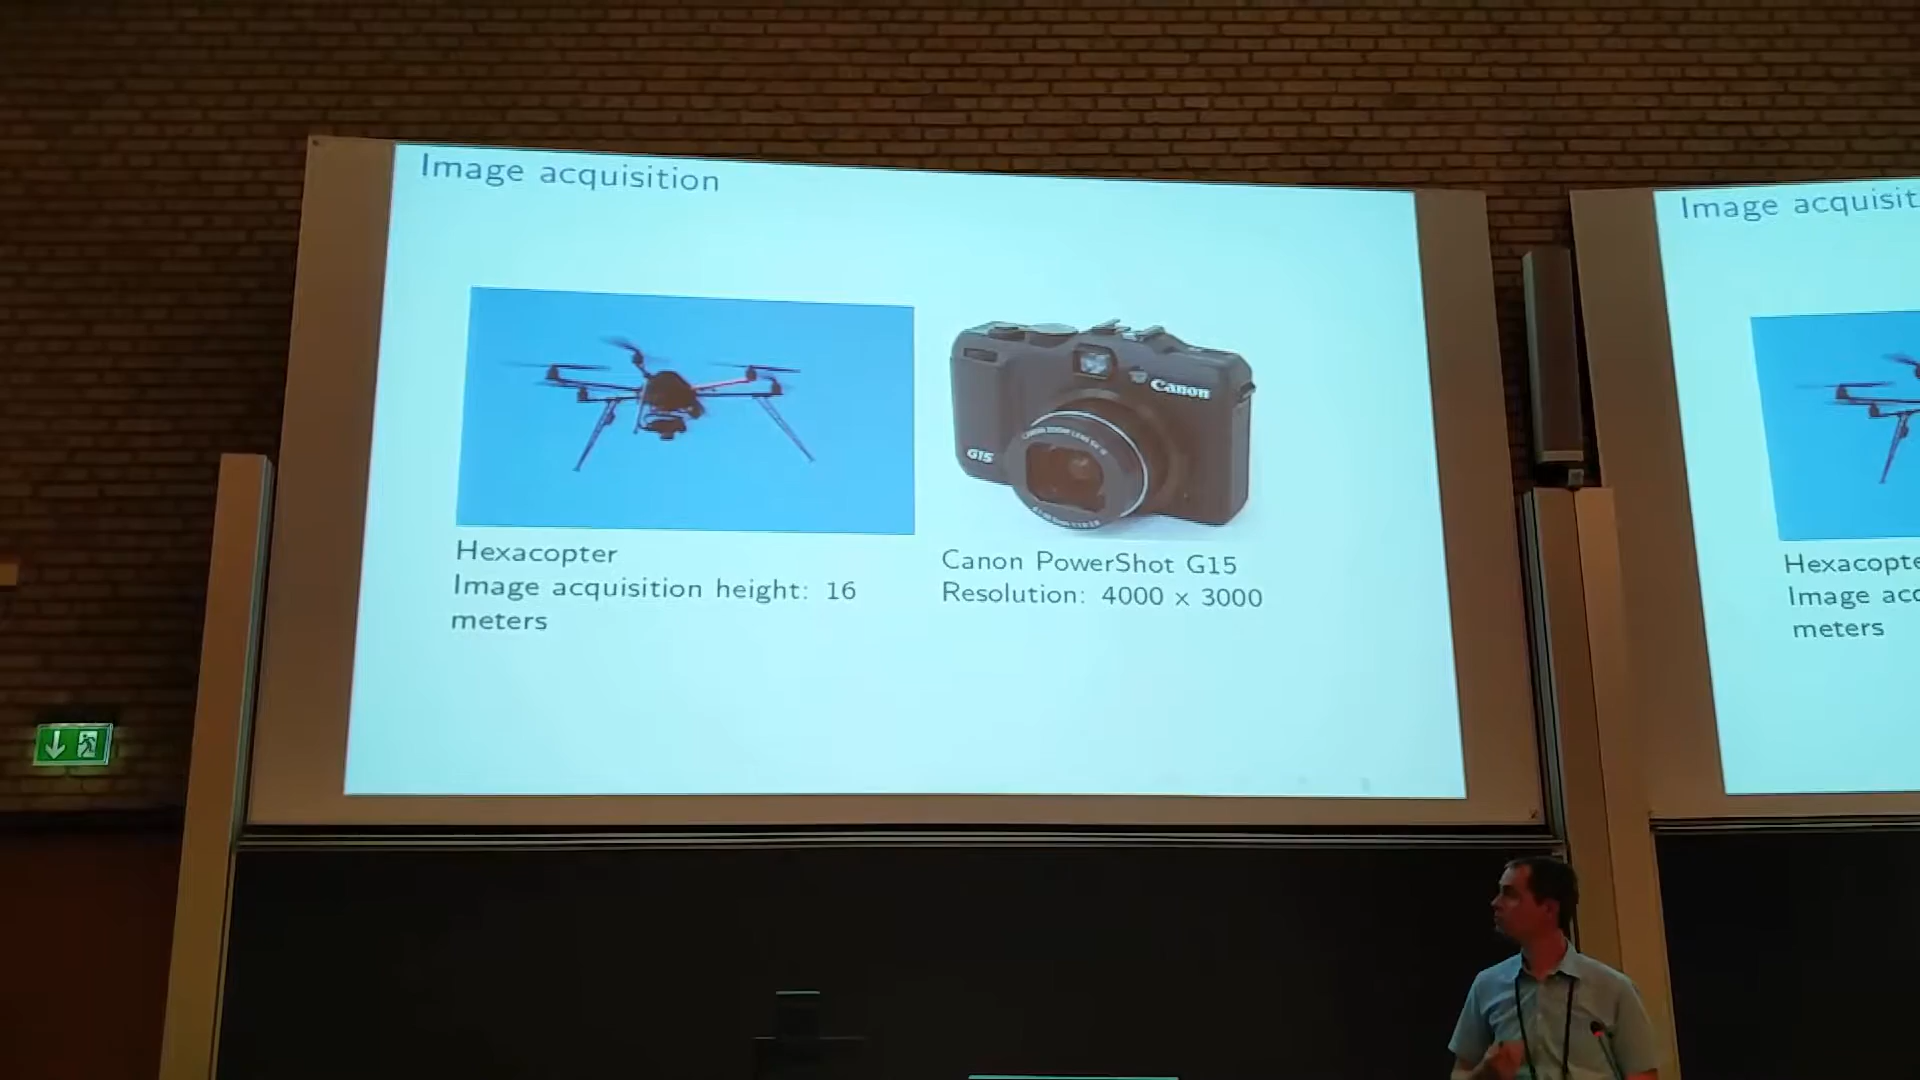 Image acquisition
Canon
G15
Hexacopter
Image acquisition height: 16
meters
Canon PowerShot G15
Resolution: 4000 x 3000
Image acquisit
Hexacopte
Image acq
meters